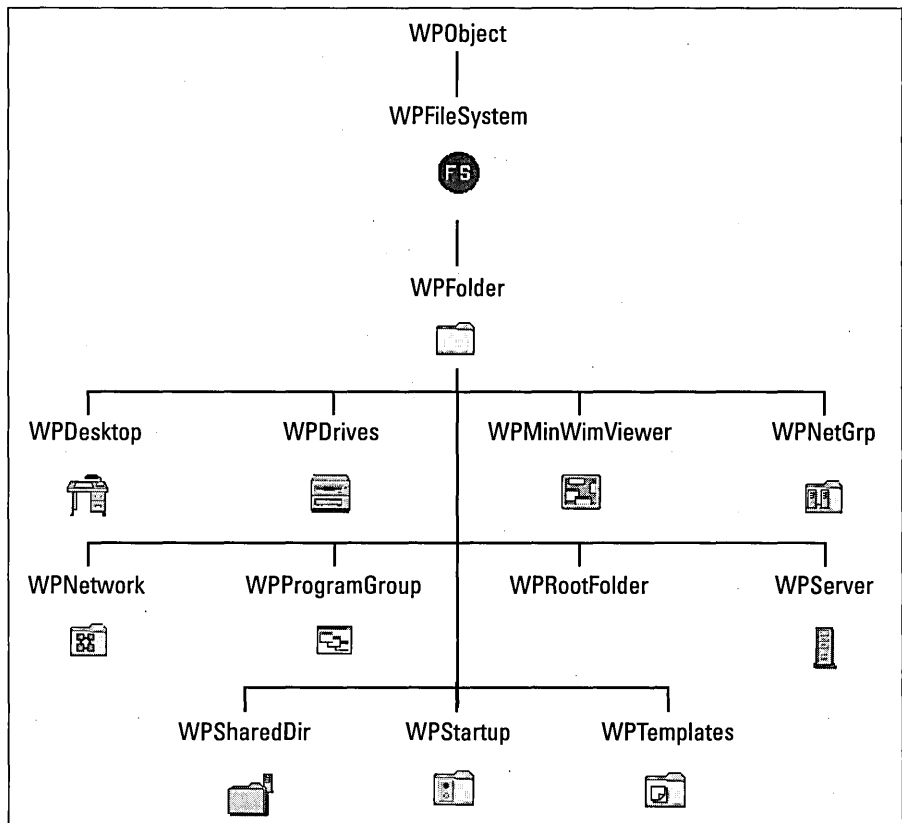 WPObject
WPFileSystem
FS
WPFolder
WPDesktop WPDrives WPMinWimViewer WPNetGrp
WPNetwork WPProgramGroup WPRootFolder WPServer
WPSharedDir WPStartup WPTemplates